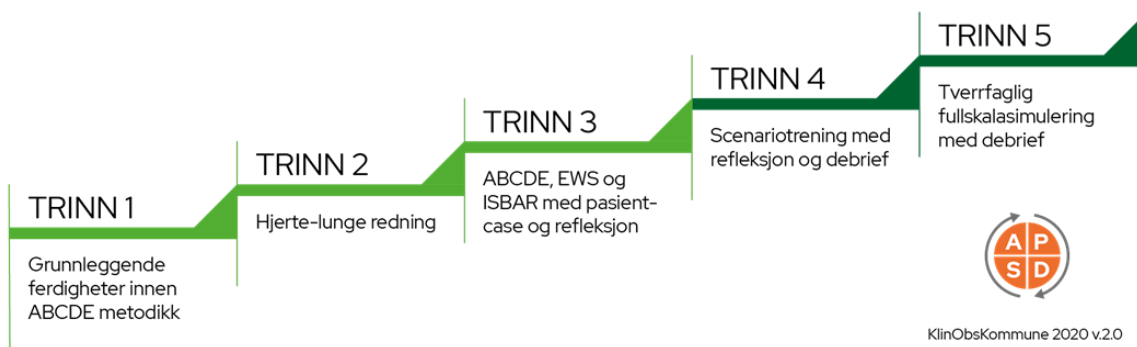 TRINN 1
Grunnleggende
ferdigheter innen
ABCDE metodikk
TRINN 2
Hjerte-lunge redning
TRINN 3
ABCDE, EWS og
ISBAR med pasient-
case og refleksjon
TRINN 4
Scenariotrening med
refleksjon og debrief
TRINN 5
Tverrfaglig
fullskalasimulering
med debrief
A P
S D
KlinObsKommune 2020 v.2.0